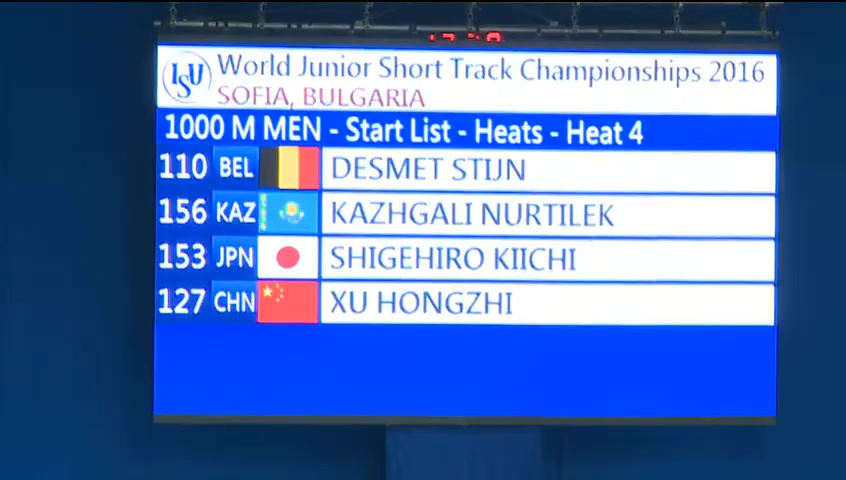 ISU
World Junior Short Track Championships 2016
SOFIA, BULGARIA
1000 M MEN - Start List - Heats - Heat 4
110 BEL DESMET STIJN
156 KAZ KAZHGALI NURTILEK
153 JPN SHIGEHIRO KIICHI
127 CHN XU HONGZHI